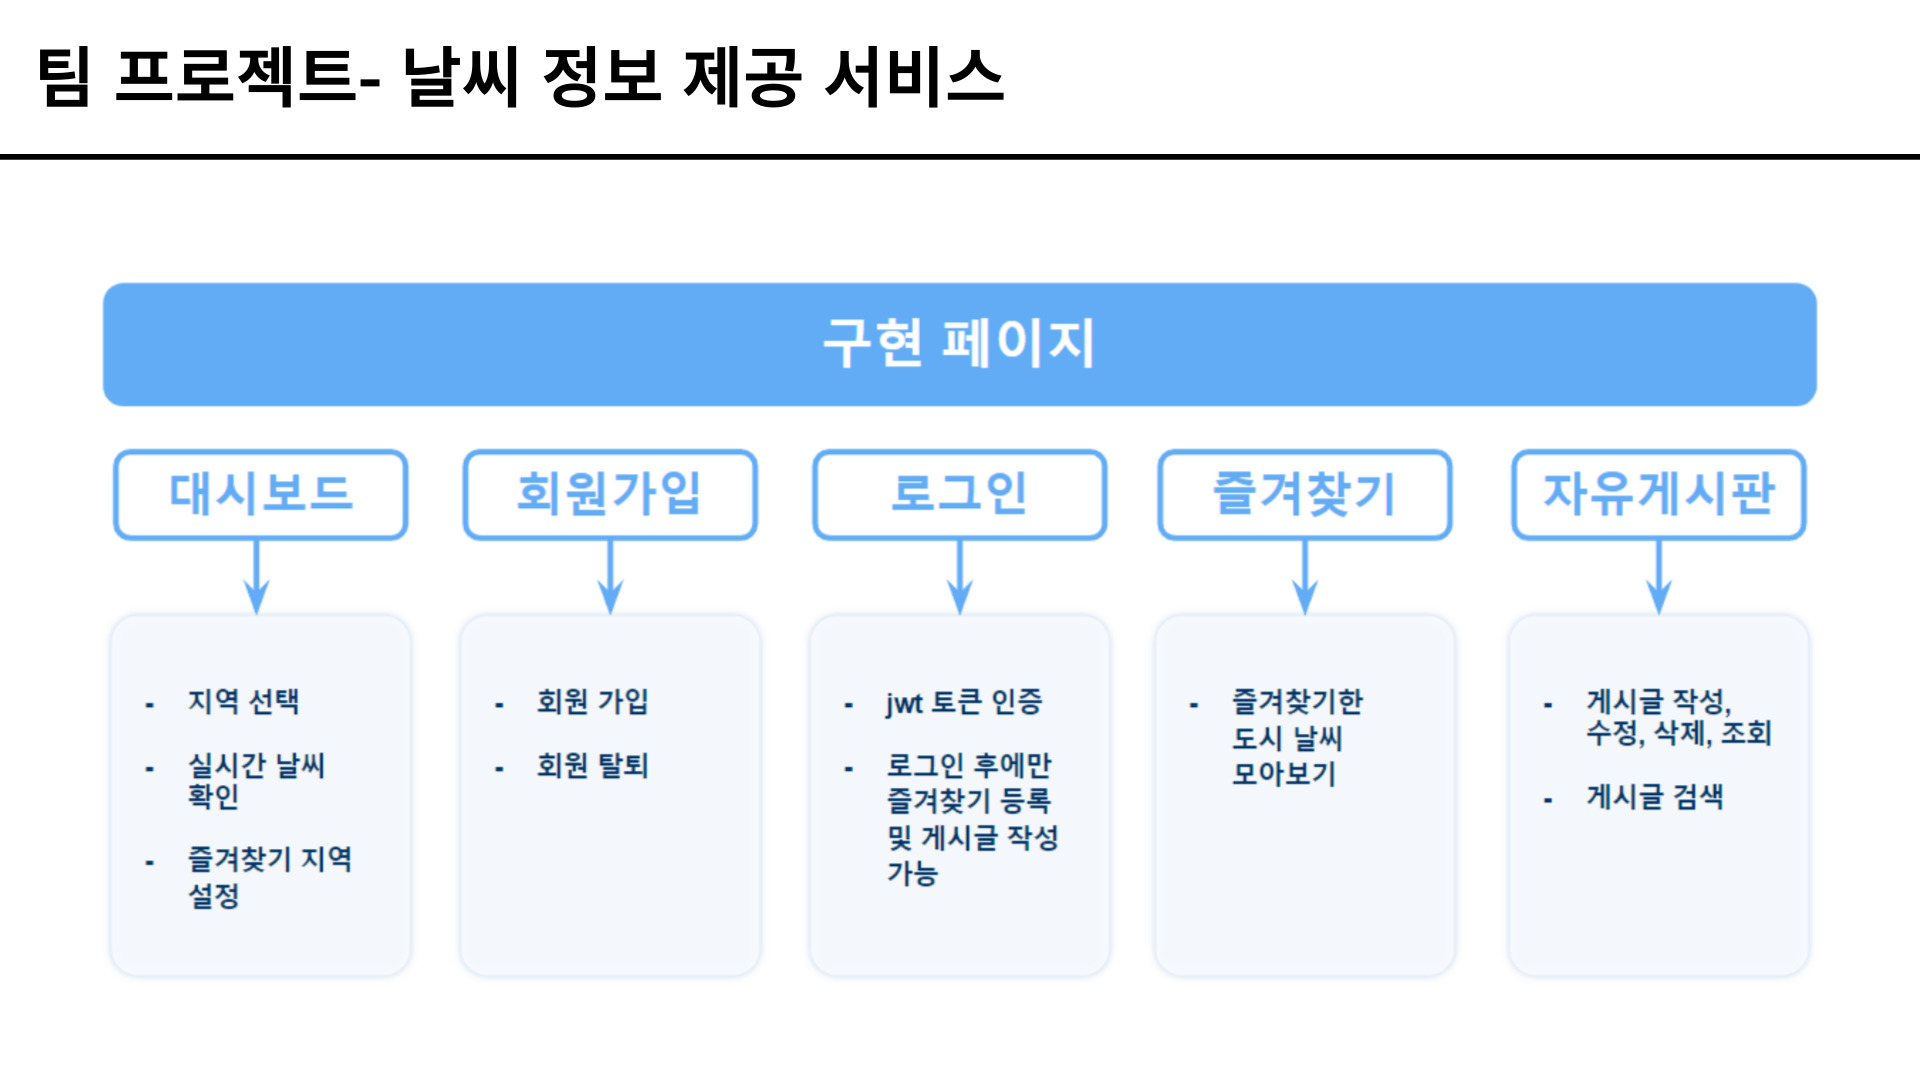 팀 프로젝트- 날씨 정보 제공 서비스
구현 페이지
대시보드
회원가입
로그인
즐겨찾기
자유게시판
- 지역 선택
- 실시간 날씨
확인
- 즐겨찾기 지역
설정
- 회원 가입
- 회원 탈퇴
- jwt 토큰 인증
- 로그인 후에만
즐겨찾기 등록
및 게시글 작성
가능
- 즐겨찾기한
도시 날씨
모아보기
- 게시글 작성,
수정, 삭제, 조회
- 게시글 검색